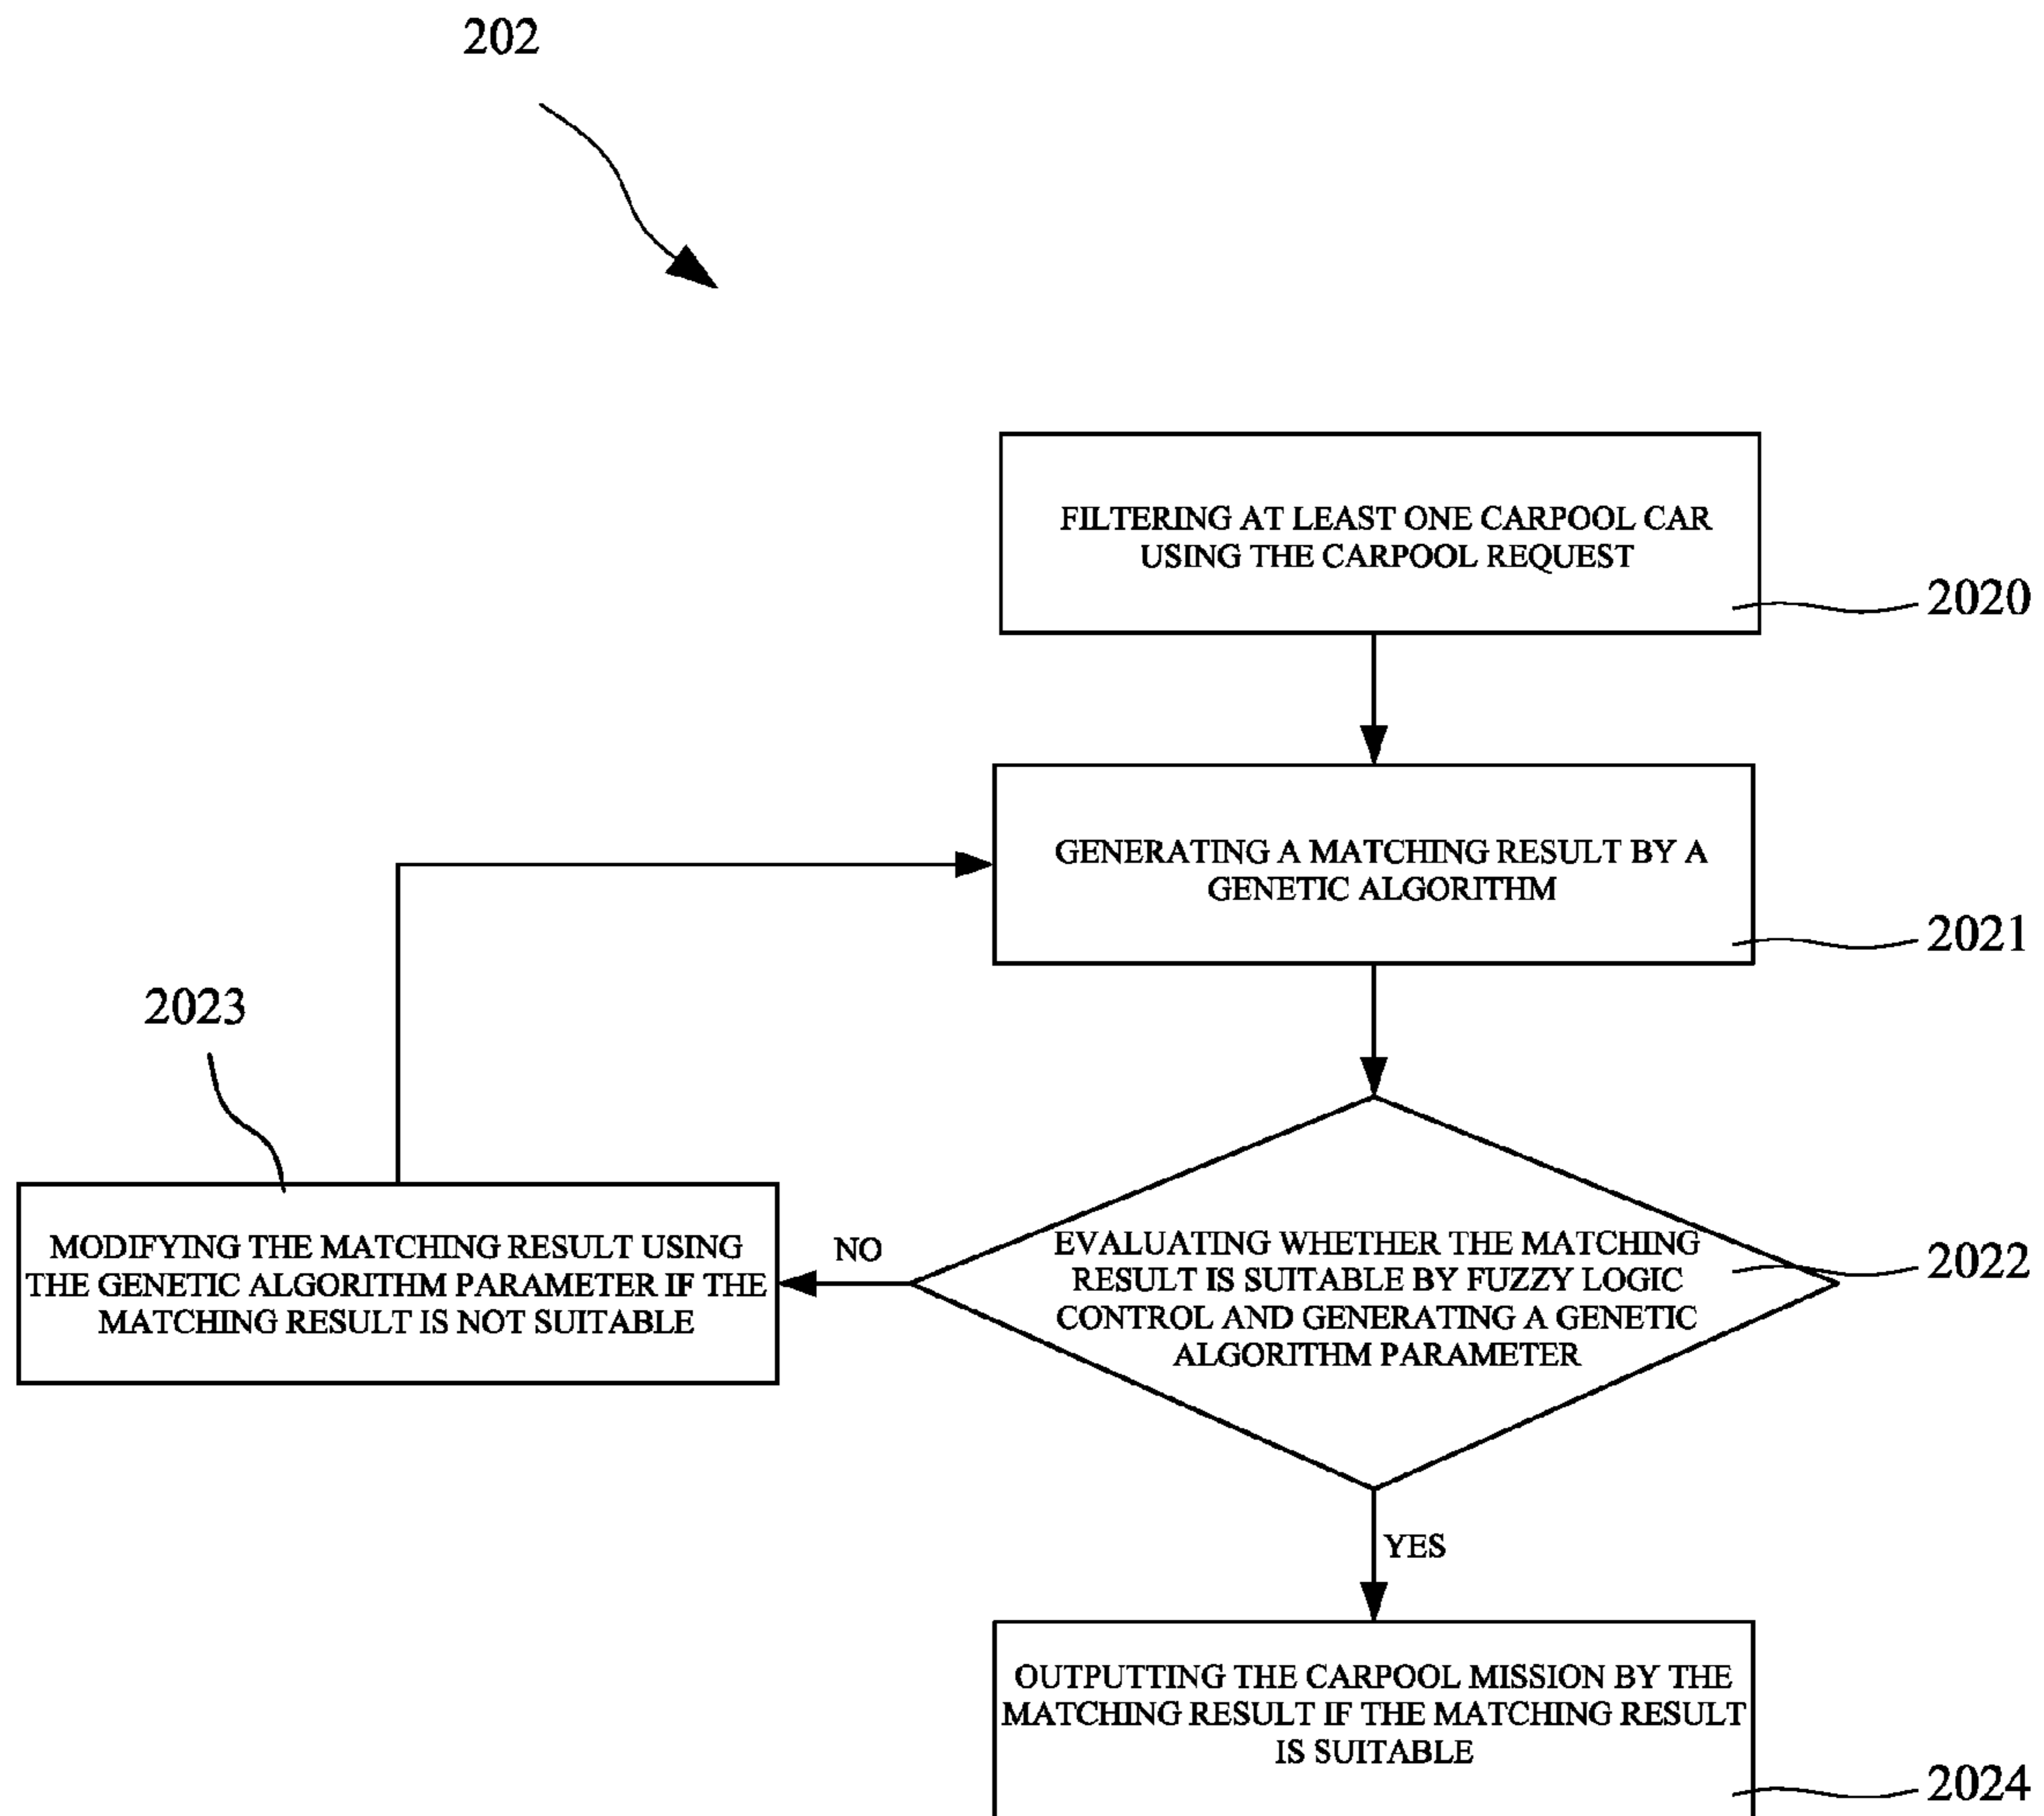 202
FILTERING AT LEAST ONE CARPOOL CAR
USING THE CARPOOL REQUEST
2020
GENERATING A MATCHING RESULT BY A
GENETIC ALGORITHM
2021
2023
MODIFYING THE MATCHING RESULT USING
THE GENETIC ALGORITHM PARAMETER IF THE
MATCHING RESULT IS NOT SUITABLE
NO
EVALUATING WHETHER THE MATCHING
RESULT IS SUITABLE BY FUZZY LOGIC
CONTROL AND GENERATING A GENETIC
ALGORITHM PARAMETER
2022
YES
OUTPUTTING THE CARPOOL MISSION BY THE
MATCHING RESULT IF THE MATCHING RESULT
IS SUITABLE
2024